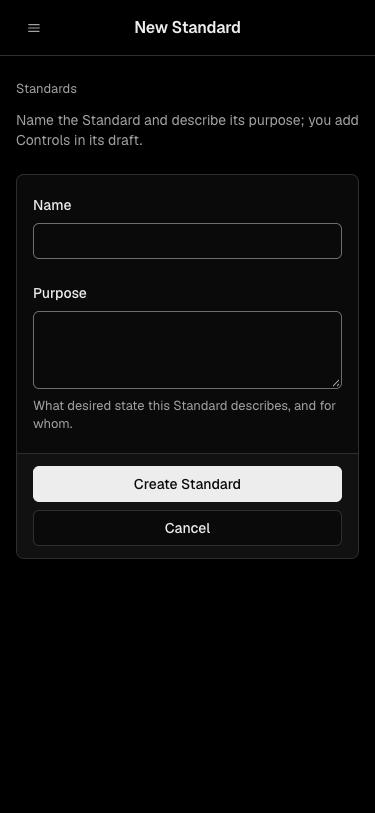 New Standard
Standards
Name the Standard and describe its purpose; you add
Controls in its draft.
Name
Purpose
What desired state this Standard describes, and for
whom.
Create Standard
Cancel